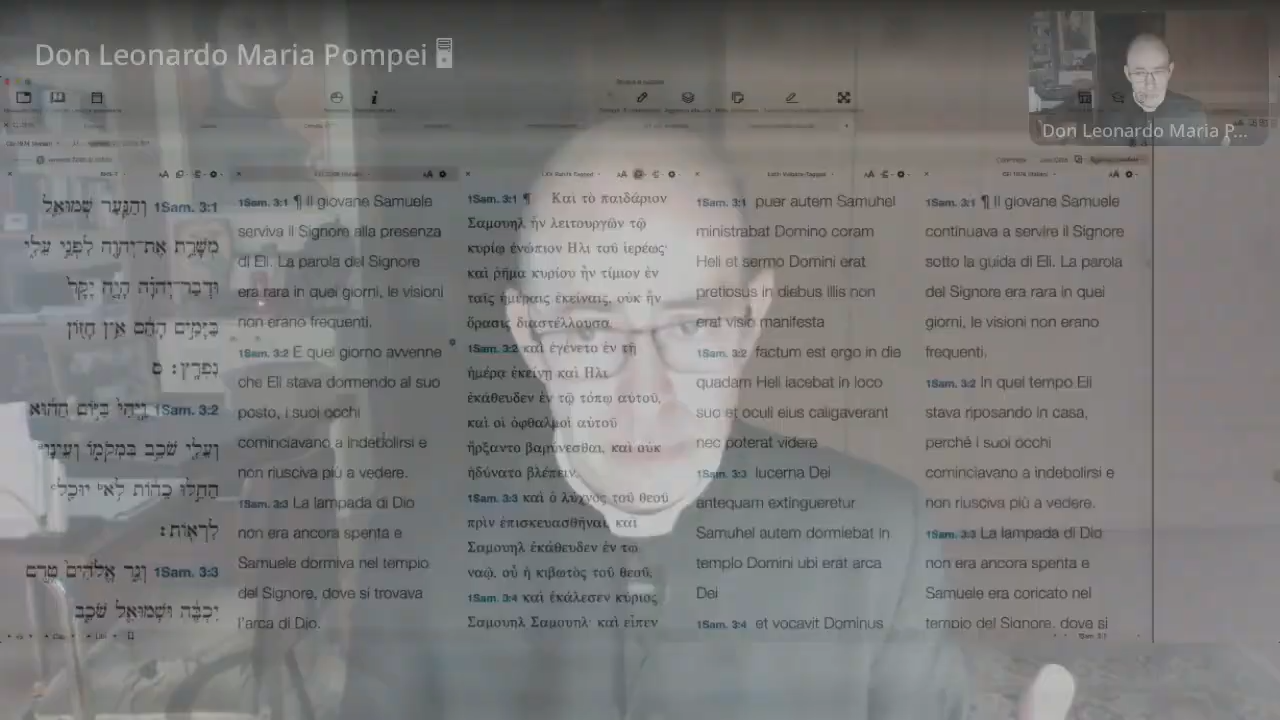 Don Leonardo Maria Pompei
Don Leonardo Maria P...
1Sam. 3:1 וְהַנַּ֧עַר שְׁמוּאֵ֛ל
מְשָׁרֵ֥ת אֶת־יְהוָ֖ה לִפְנֵ֣י עֵלִ֑י
וּדְבַר־יְהוָ֗ה הָיָ֤ה יָקָר֙
בַּיָּמִ֣ים הָהֵ֔ם אֵ֥ין חָז֖וֹן
נִפְרָֽץ׃ ס
1Sam. 3:2 וַֽיְהִי֙ בַּיּ֣וֹם הַה֔וּא
וְעֵלִ֖י שֹׁכֵ֣ב בִּמְקֹמ֑וֹ וְעֵינָו֙
הֵחֵ֣לּוּ כֵה֔וֹת לֹ֥א יוּכַ֖ל
לִרְאֽוֹת׃
1Sam. 3:3 וְנֵ֤ר אֱלֹהִים֙ טֶ֣רֶם
יִכְבֶּ֔ה וּשְׁמוּאֵ֖ל שֹׁכֵ֑ב
1Sam. 3:1 ¶ Il giovane Samuele
serviva il Signore alla presenza
di Eli. La parola del Signore
era rara in quei giorni, le visioni
non erano frequenti.
1Sam. 3:2 E quel giorno avvenne
che Eli stava dormendo al suo
posto, i suoi occhi
cominciavano a indebolirsi e
non riusciva più a vedere.
1Sam. 3:3 La lampada di Dio
non era ancora spenta e
Samuele dormiva nel tempio
del Signore, dove si trovava
l'arca di Dio.
1Sam. 3:1 ¶ Καὶ τὸ παιδάριον
Σαμουηλ ἦν λειτουργῶν τῷ
κυρίῳ ἐνώπιον Ηλι τοῦ ἱερέως·
καὶ ῥῆμα κυρίου ἦν τίμιον ἐν
ταῖς ἡμέραις ἐκείναις, οὐκ ἦν
ὅρασις διαστέλλουσα.
1Sam. 3:2 καὶ ἐγένετο ἐν τῇ
ἡμέρᾳ ἐκείνῃ καὶ Ηλι
ἐκάθευδεν ἐν τῷ τόπῳ αὐτοῦ,
καὶ οἱ ὀφθαλμοὶ αὐτοῦ
ἤρξαντο βαρύνεσθαι, καὶ οὐκ
ἠδύνατο βλέπειν,
1Sam. 3:3 καὶ ὁ λύχνος τοῦ θεοῦ
πρὶν ἐπισκευασθῆναι, καὶ
Σαμουηλ ἐκάθευδεν ἐν τῷ
ναῷ, οὗ ἡ κιβωτὸς τοῦ θεοῦ,
1Sam. 3:4 καὶ ἐκάλεσεν κύριος
Σαμουηλ Σαμουηλ· καὶ εἶπεν
1Sam. 3:1 puer autem Samuhel
ministrabat Domino coram
Heli et sermo Domini erat
pretiosus in diebus illis non
erat visio manifesta
1Sam. 3:2 factum est ergo in die
quadam Heli iacebat in loco
suo et oculi eius caligaverant
nec poterat videre
1Sam. 3:3 lucerna Dei
antequam extingueretur
Samuhel autem dormiebat in
templo Domini ubi erat arca
Dei
1Sam. 3:4 et vocavit Dominus
1Sam. 3:1 ¶ Il giovane Samuele
continuava a servire il Signore
sotto la guida di Eli. La parola
del Signore era rara in quei
giorni, le visioni non erano
frequenti.
1Sam. 3:2 In quel tempo Eli
stava riposando in casa,
perché i suoi occhi
cominciavano a indebolirsi e
non riusciva più a vedere.
1Sam. 3:3 La lampada di Dio
non era ancora spenta e
Samuele era coricato nel
tempio del Signore, dove si